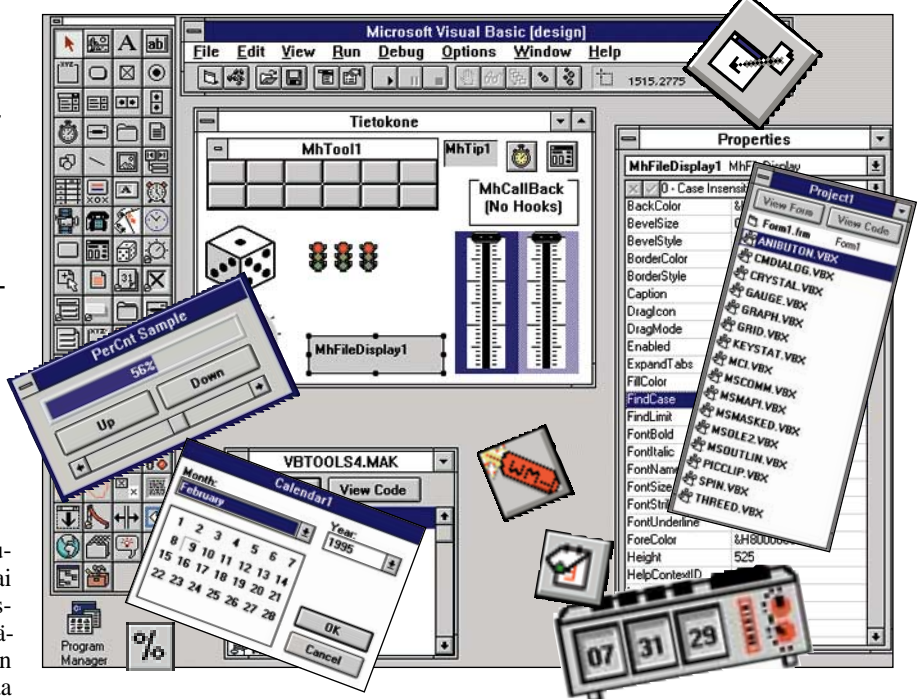 Microsoft Visual Basic [design]
File Edit View Run Debug Options Window Help
1515,2775
A
ab
XYZ
Tietokone
MhTool1
MhTip1
MhCallBack
(No Hooks)
MhFileDisplay1
Properties
MhFileDisplay1
0 - Case
BackColor
BevelSize
BevelStyle
BorderColor
BorderStyle
Caption
DragIcon
DragMode
Enabled
ExpandTabs
FillColor
FindCase
FindLimit
FontBold
FontItalic
FontName
FontSize
FontStri
FontUnderline
ForeColor
Height 525
HelpContextID
Project1
View Form View Code
Form1.frm Form1
ANIBUTON.VBX
CMDIALOG.VBX
CRYSTAL.VBX
GAUGE.VBX
GRAPH.VBX
GRID.VBX
KEYSTAT.VBX
MCI.VBX
MSCOMM.VBX
MSMAPI.VBX
MSMASKED.VBX
MSOLE2.VBX
MSOUTLIN.VBX
PICCLIP.VBX
SPIN.VBX
THREED.VBX
PerCnt Sample
56%
Up
Down
VBTOOLS4.MAK
View Code
Calendar1
Month:
February
Year:
1995
1 2 3 4 5 6 7
8 9 10 11 12 13 14
15 16 17 18 19 20 21
22 23 24 25 26 27 28
OK
Cancel
WM...
07 31 29
Program
Manager
%